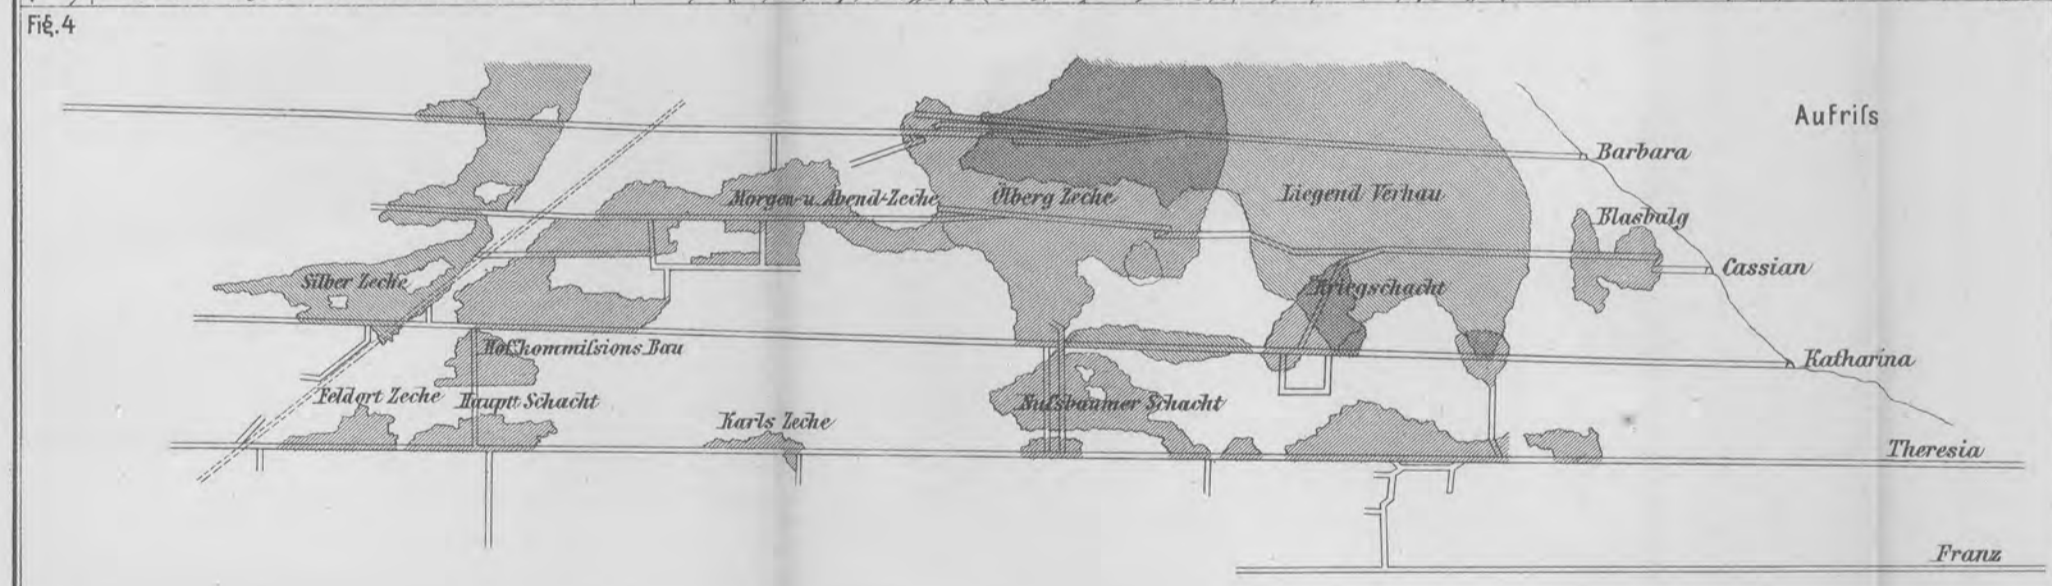 Fig. 4
Aufriſs
Barbara
Morgen- u. Abend-Zeche
Ölberg Zeche
Liegend Verhau
Blasbalg
Cassian
Silber Zeche
Kriegschacht
Hofkommiſsions Bau
Katharina
Feldort Zeche
Hauptt Schacht
Nuſsbaumer Schacht
Karls Zeche
Theresia
Franz